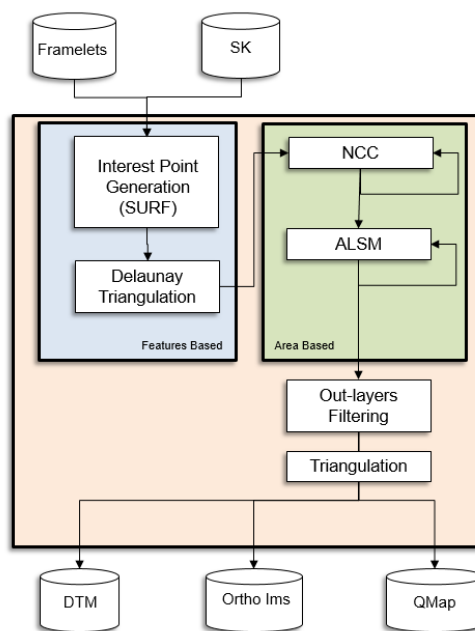 Framelets
SK
Interest Point
Generation
(SURF)
Delaunay
Triangulation
Features Based
NCC
ALSM
Area Based
Out-layers
Filtering
Triangulation
DTM
Ortho Ims
QMap